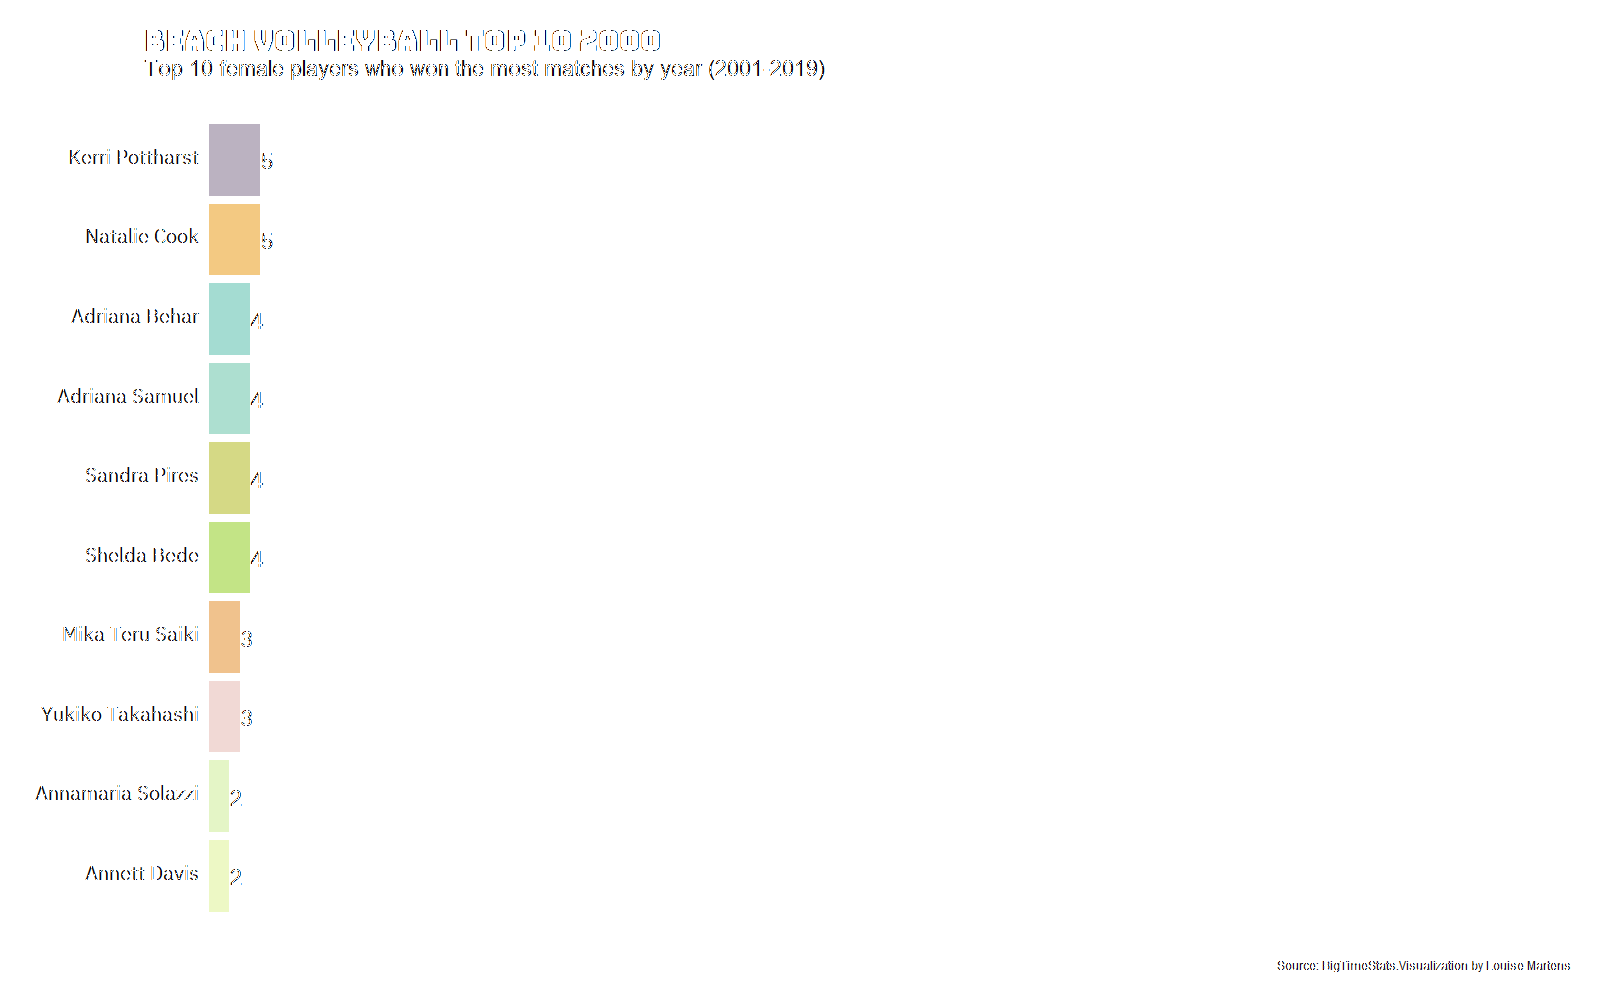 BEACH VOLLEYBALL TOP 10 2000
Top 10 female players who won the most matches by year (2001-2019)
Kerri Pottharst 5
Natalie Cook 5
Adriana Behar 4
Adriana Samuel 4
Sandra Pires 4
Shelda Bede 4
Mika Teru Saiki 3
Yukiko Takahashi 3
Annamaria Solazzi 2
Annett Davis 2
Source: BigTimeStats.Visualization by Louise Martens